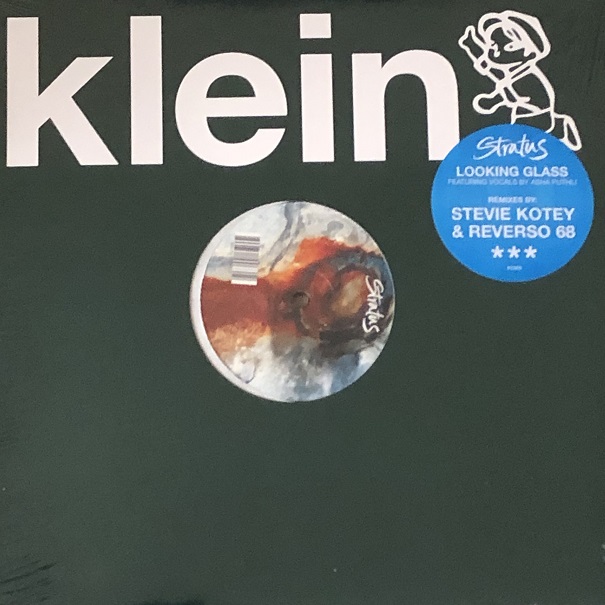 klein
Stratus
LOOKING GLASS
FEATURING VOCALS BY ASHA PUTHLI
REMIXES BY:
STEVIE KOTEY
& REVERSO 68
***
Stratus